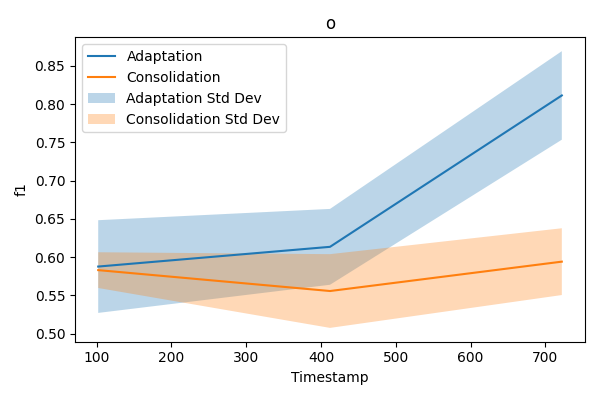 o
Adaptation
Consolidation
Adaptation Std Dev
Consolidation Std Dev
f1
0.85
0.80
0.75
0.70
0.65
0.60
0.55
0.50
100 200 300 400 500 600 700
Timestamp